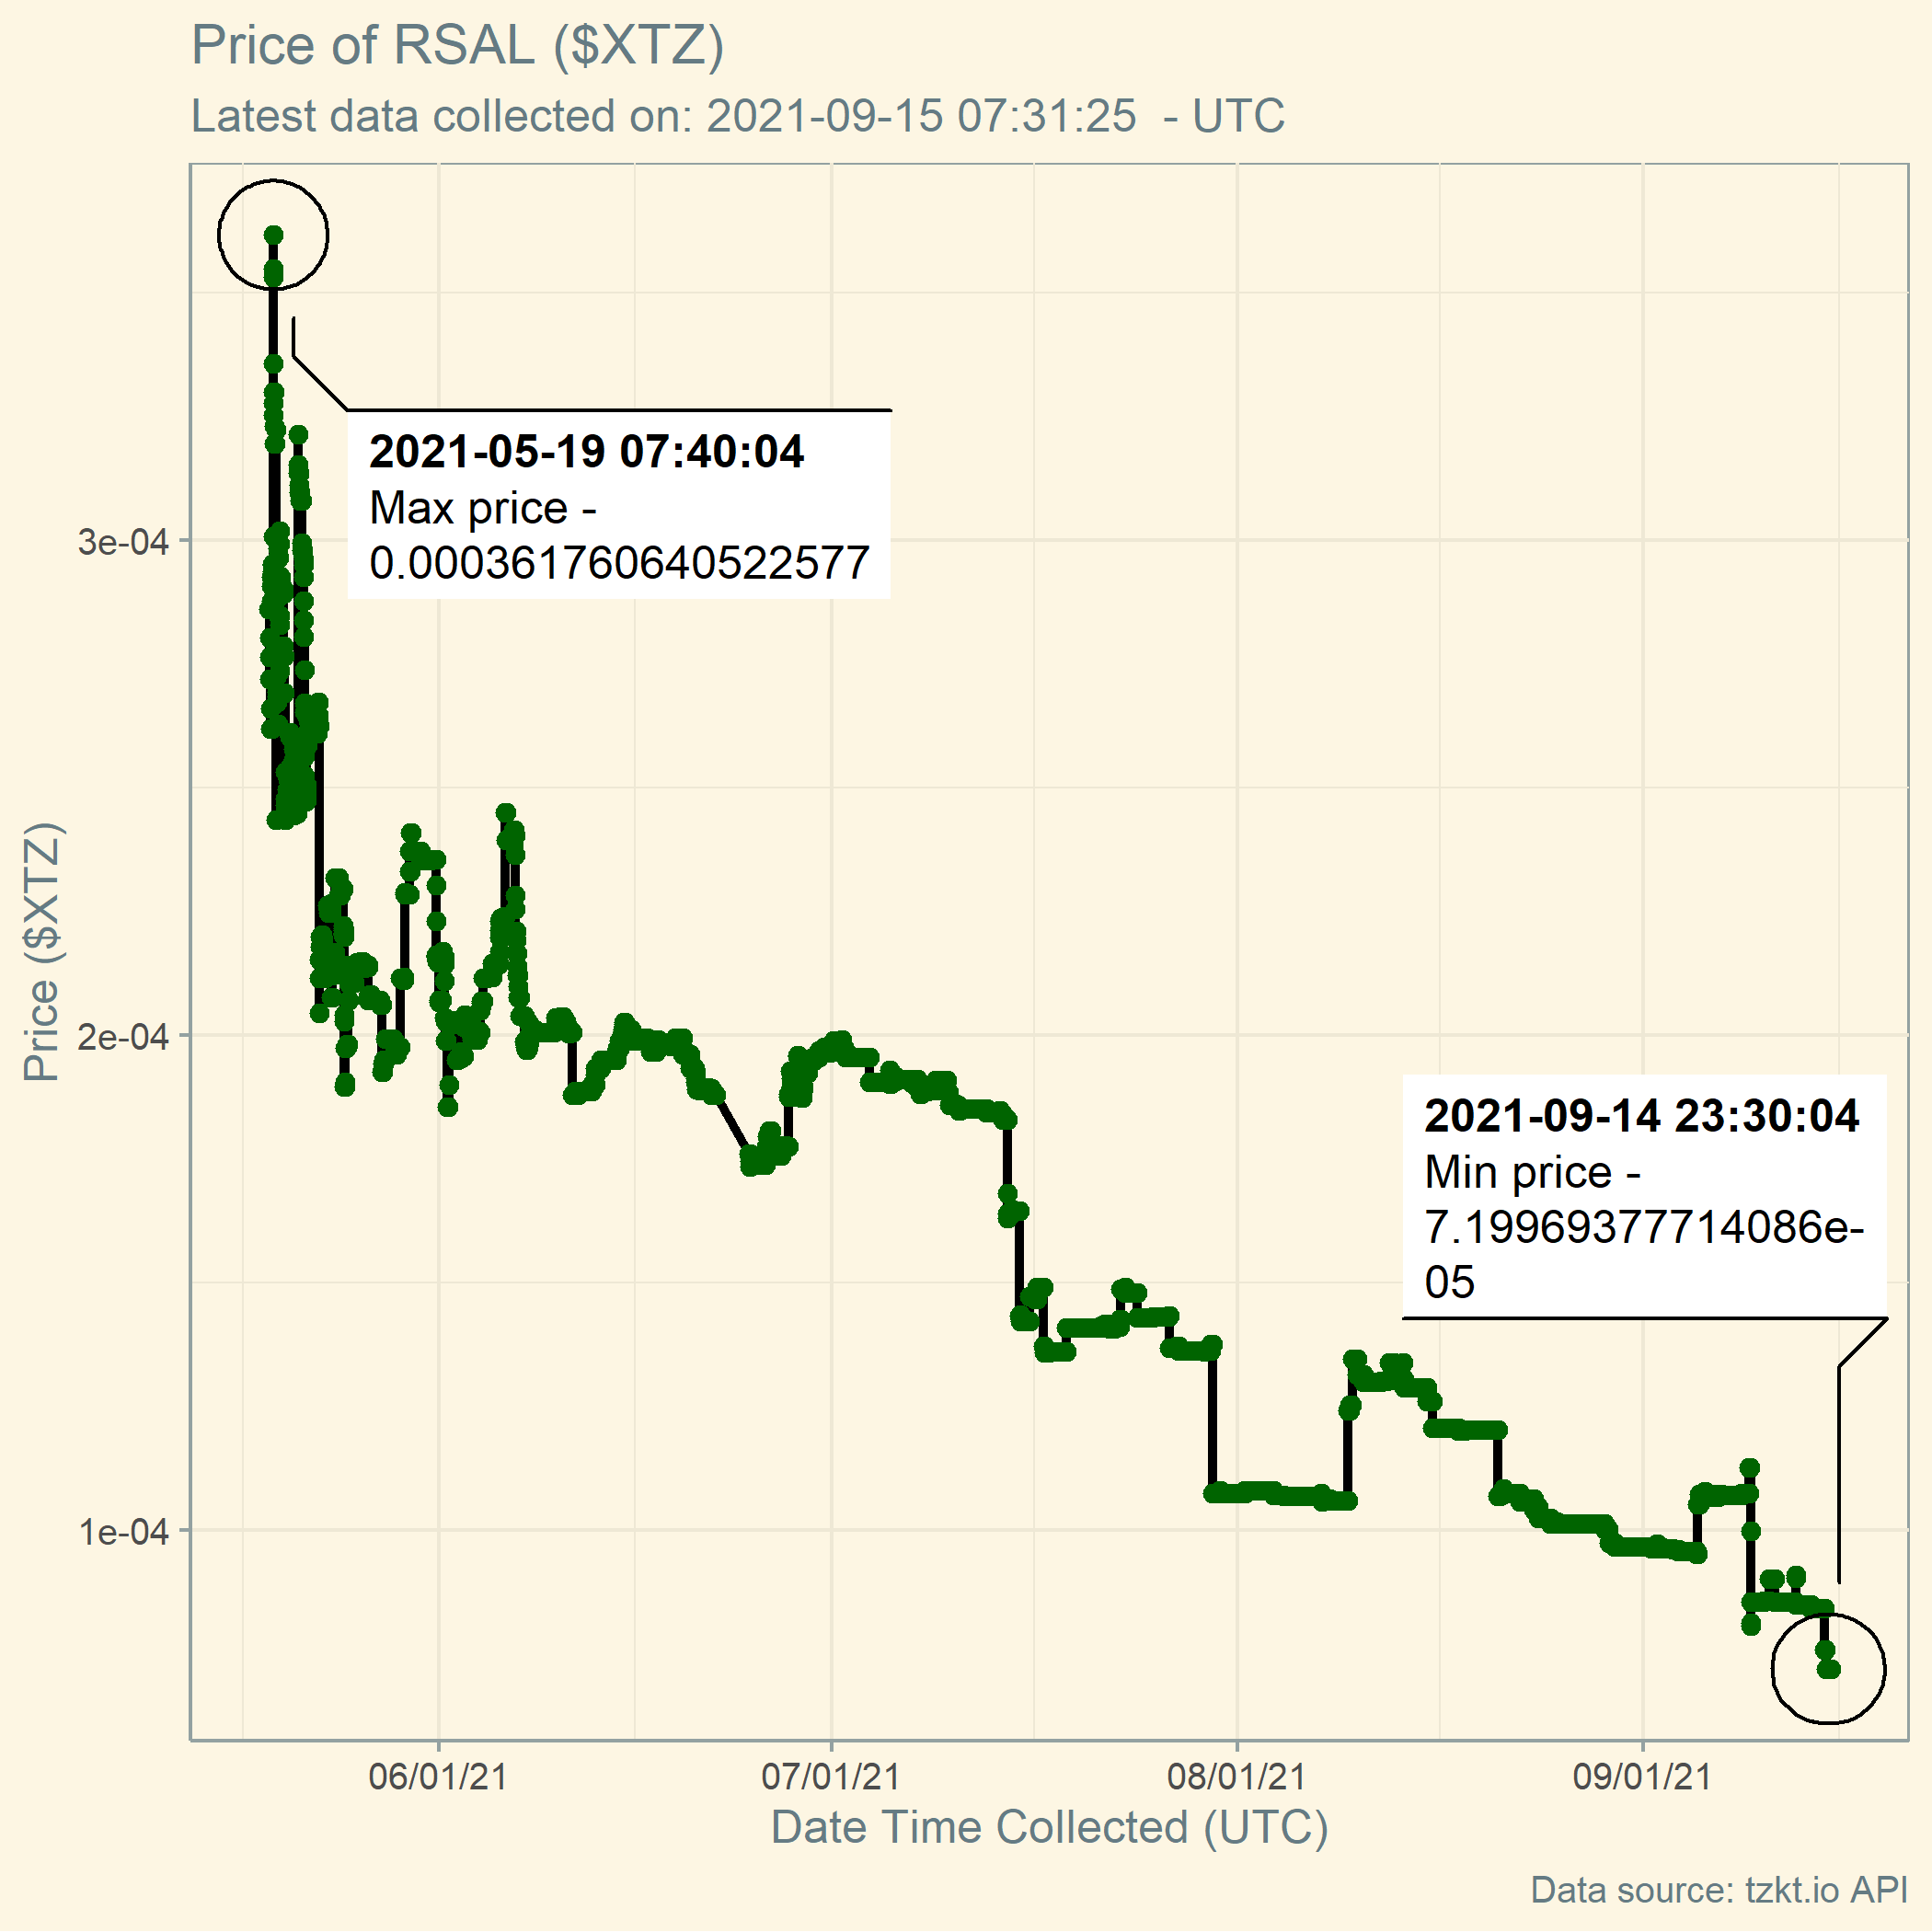 Price of RSAL ($XTZ)
Latest data collected on: 2021-09-15 07:31:25  - UTC
2021-05-19 07:40:04
Max price -
0.000361760640522577
3e-04
2e-04
1e-04
Price ($XTZ)
2021-09-14 23:30:04
Min price -
7.19969377714086e-
05
06/01/21
07/01/21
08/01/21
09/01/21
Date Time Collected (UTC)
Data source: tzkt.io API